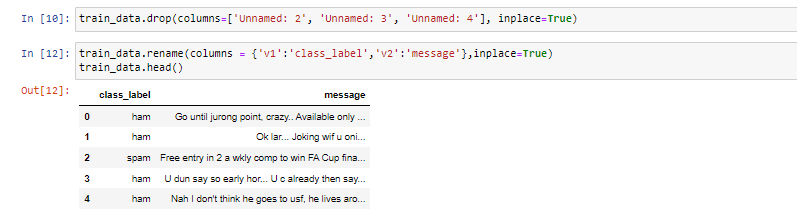 In [10]: train_data.drop(columns=['Unnamed: 2', 'Unnamed: 3', 'Unnamed: 4'], inplace=True)
In [12]: train_data.rename(columns = {'v1':'class_label','v2':'message'},inplace=True)
train_data.head()
Out[12]:
class_label message
0 ham Go until jurong point, crazy.. Available only ...
1 ham Ok lar... Joking wif u oni...
2 spam Free entry in 2 a wkly comp to win FA Cup fina...
3 ham U dun say so early hor... U c already then say...
4 ham Nah I don't think he goes to usf, he lives aro...